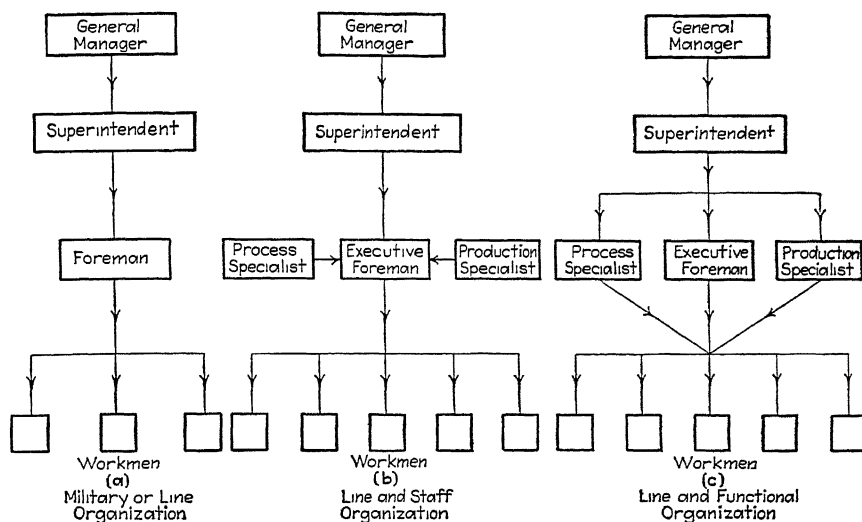 General
Manager
Superintendent
Foreman
Workmen
(a)
Military or Line
Organization
General
Manager
Superintendent
Process
Specialist
Executive
Foreman
Production
Specialist
Workmen
(b)
Line and Staff
Organization
General
Manager
Superintendent
Process
Specialist
Executive
Foreman
Production
Specialist
Workmen
(c)
Line and Functional
Organization